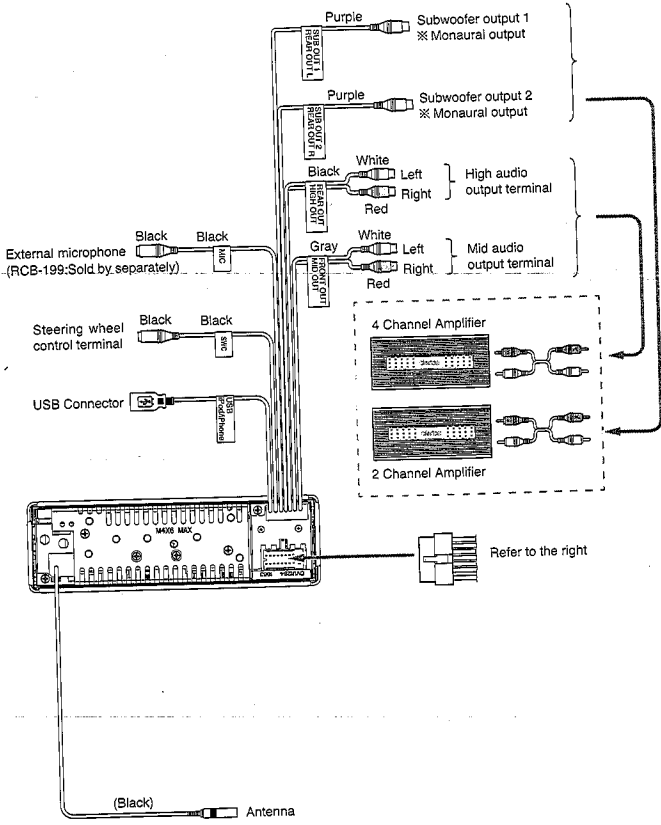 Purple
Subwoofer output 1
※ Monaural output
SUB OUT 1
REAR OUT L
Purple
Subwoofer output 2
※ Monaural output
SUB OUT 2
REAR OUT R
White
Black
Left
High audio
REAR OUT
HIGH OUT
Right
output terminal
Red
White
Gray
Left
Mid audio
FRONT OUT
MID OUT
Right
output terminal
Red
Black
Black
External microphone
MIC
(RCB-199:Sold by separately)
Steering wheel
Black
Black
control terminal
SWC
USB Connector
USB
iPod/iPhone
4 Channel Amplifier
2 Channel Amplifier
M4X6 MAX
Refer to the right
(Black)
Antenna